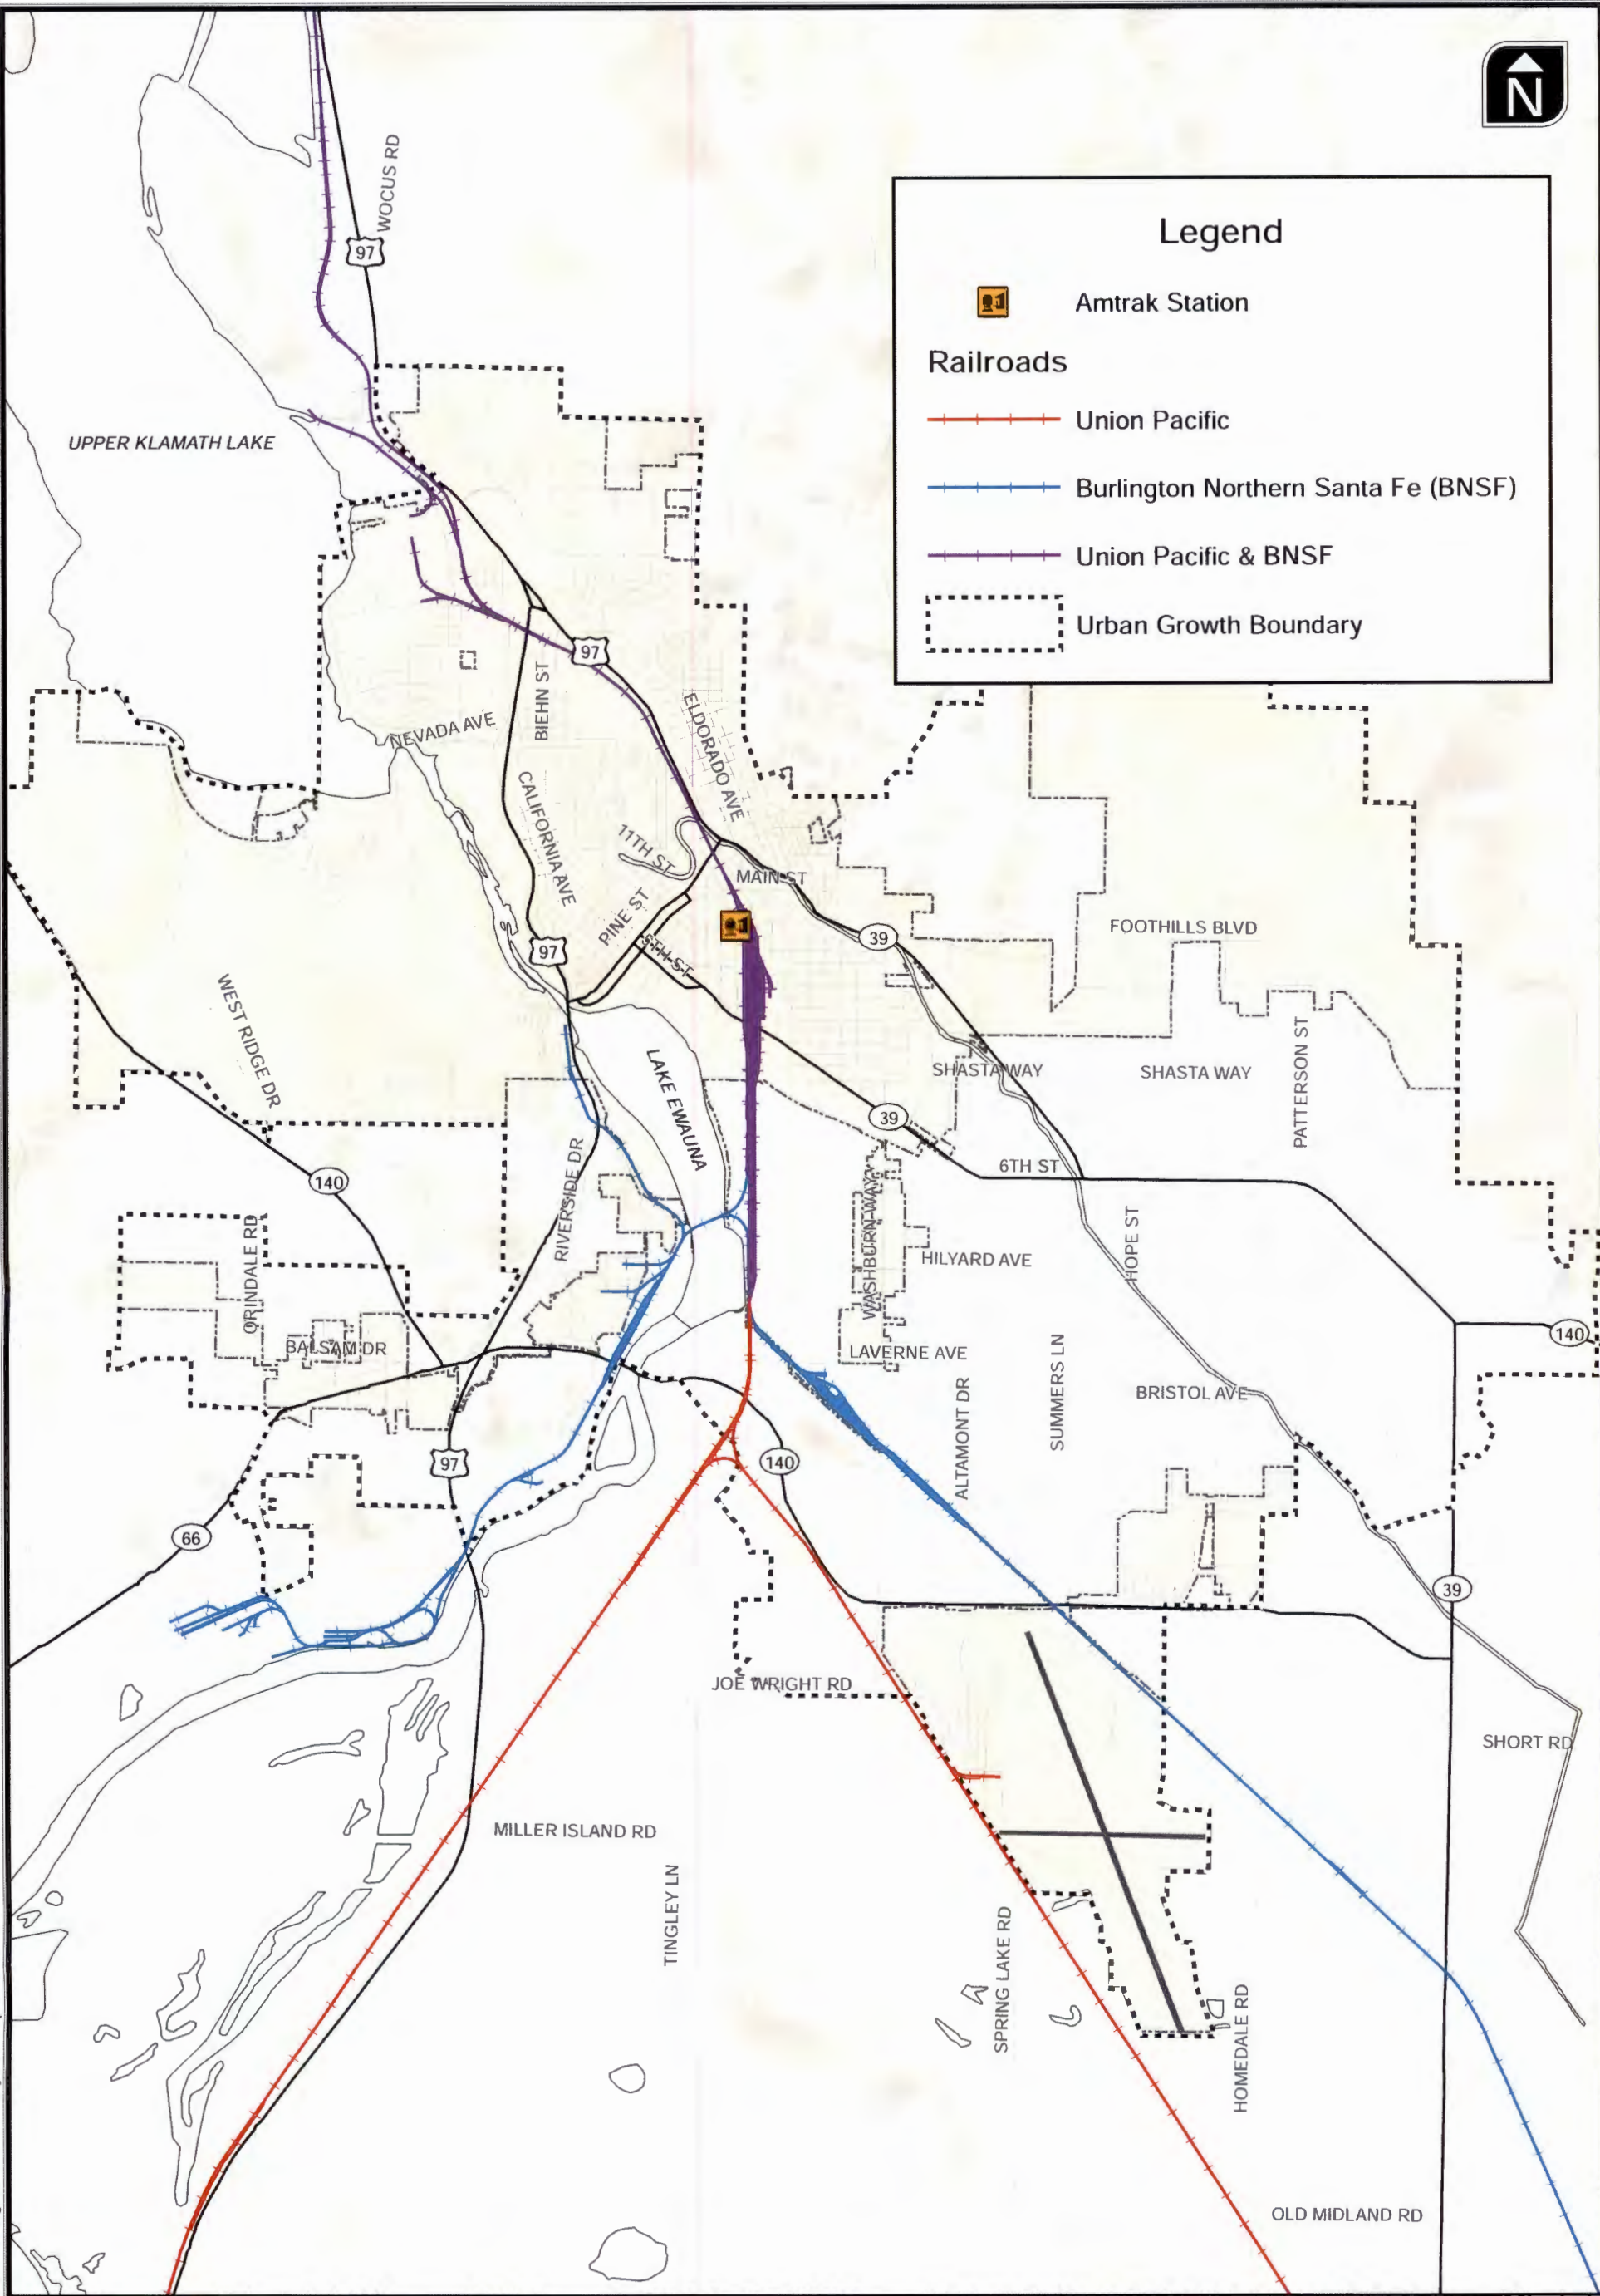 N
WOCUS RD
97
Legend
Amtrak Station
Railroads
Union Pacific
Burlington Northern Santa Fe (BNSF)
Union Pacific & BNSF
Urban Growth Boundary
UPPER KLAMATH LAKE
97
BIEHN ST
ELDORADO AVE
NEVADA AVE
CALIFORNIA AVE
11TH ST
MAIN ST
PINE ST
39
FOOTHILLS BLVD
97
5TH ST
WEST RIDGE DR
LAKE EWAUNA
SHASTA WAY
SHASTA WAY
PATTERSON ST
39
6TH ST
140
RIVERSIDE DR
WASHBURN WAY
HILYARD AVE
HOPE ST
ORINDALE RD
BALSAM DR
LAVERNE AVE
140
SUMMERS LN
BRISTOL AVE
ALTAMONT DR
97
140
66
39
JOE WRIGHT RD
SHORT RD
MILLER ISLAND RD
TINGLEY LN
SPRING LAKE RD
HOMEDALE RD
OLD MIDLAND RD